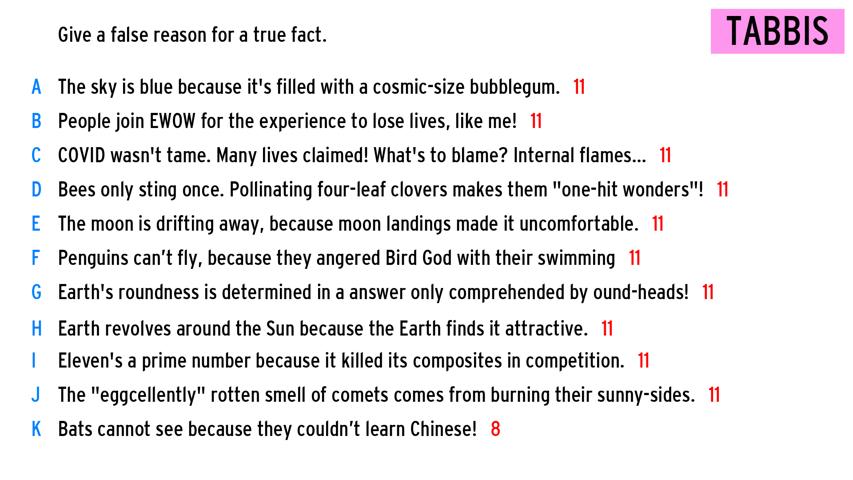 Give a false reason for a true fact.
TABBIS
A The sky is blue because it's filled with a cosmic-size bubblegum. 11
B People join EWOW for the experience to lose lives, like me! 11
C COVID wasn't tame. Many lives claimed! What's to blame? Internal flames... 11
D Bees only sting once. Pollinating four-leaf clovers makes them "one-hit wonders"! 11
E The moon is drifting away, because moon landings made it uncomfortable. 11
F Penguins can’t fly, because they angered Bird God with their swimming 11
G Earth's roundness is determined in a answer only comprehended by ound-heads! 11
H Earth revolves around the Sun because the Earth finds it attractive. 11
I Eleven's a prime number because it killed its composites in competition. 11
J The "eggcellently" rotten smell of comets comes from burning their sunny-sides. 11
K Bats cannot see because they couldn’t learn Chinese! 8